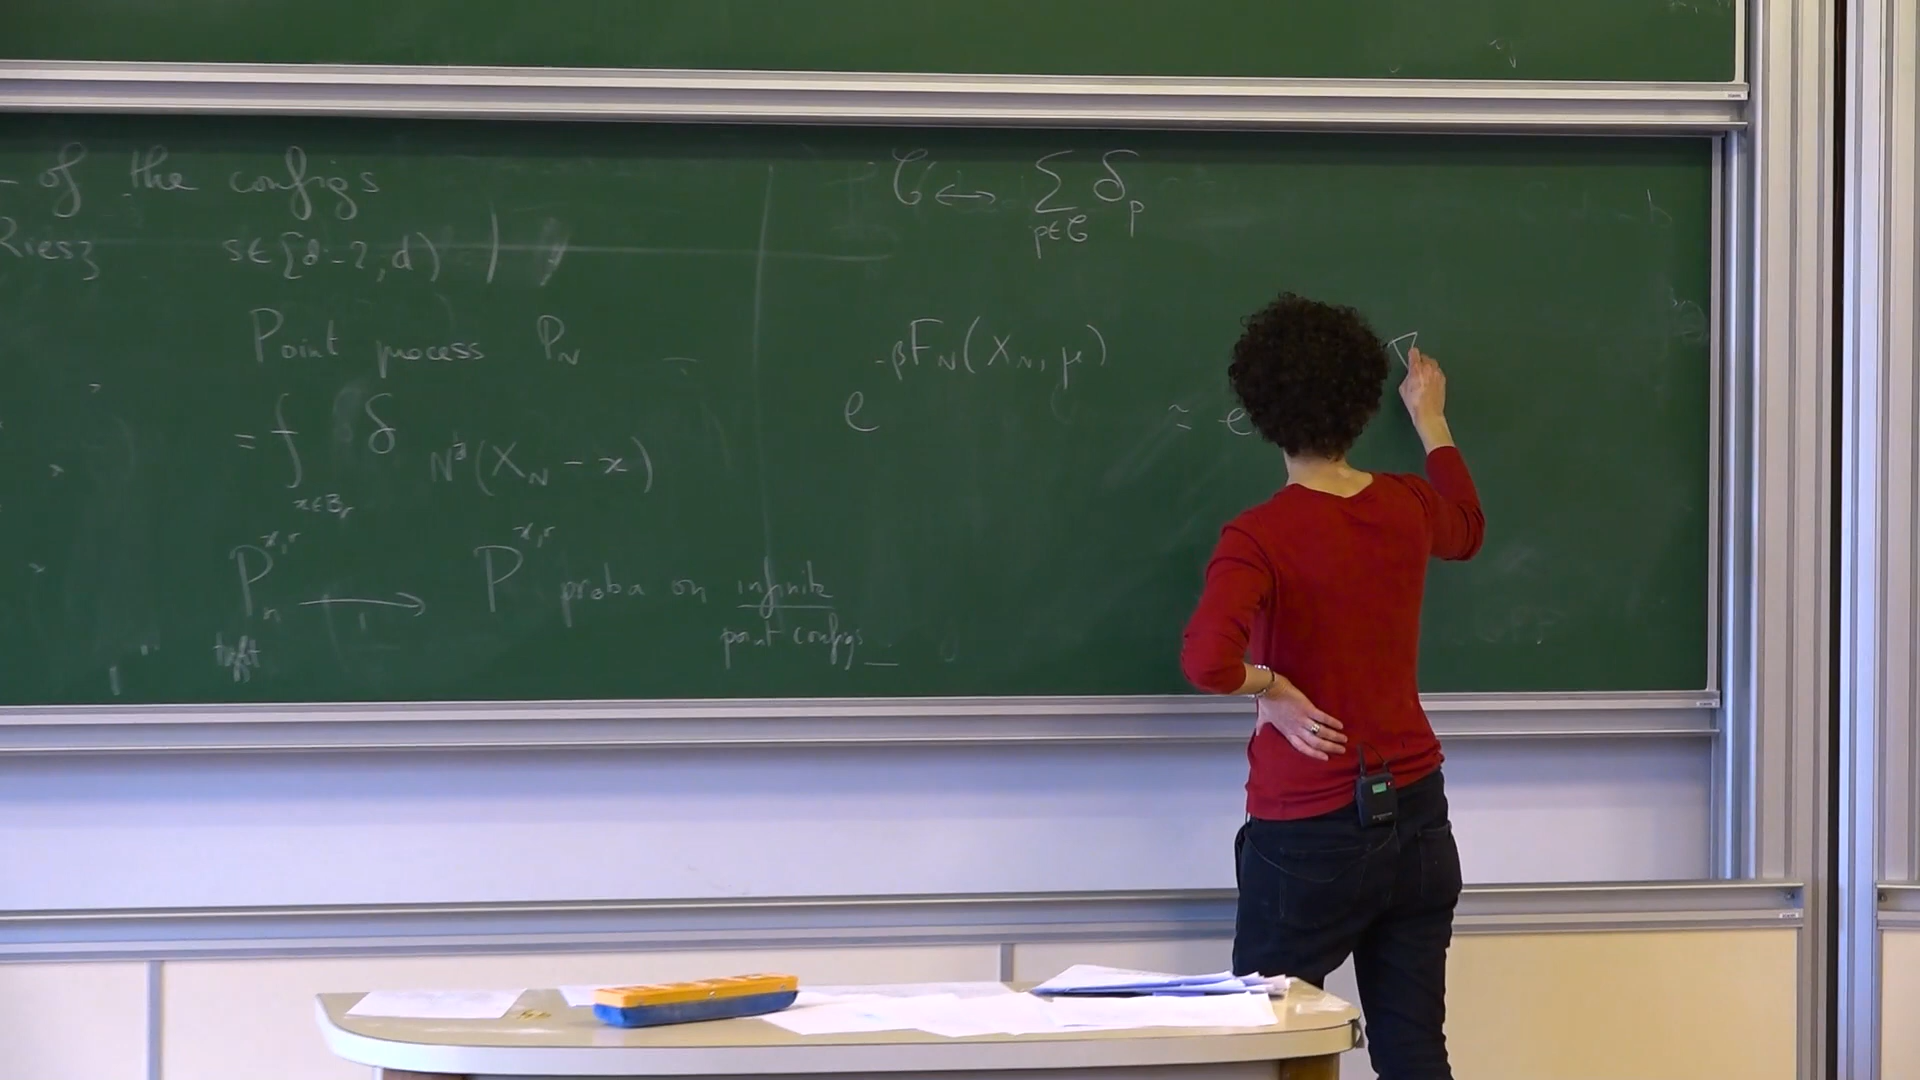 of the configs
Riesz s∈[d-2,d) )
Point process P_N
= ⨍_{x∈B_r} δ_{N^{1/d}(X_N - x)}
P_n^{x,r} → P^{x,r} proba on infinite
point configs
𝒞 ↔ ∑_{p∈𝒞} δ_p
e^{-βF_N(X_N, μ)} ≈ e